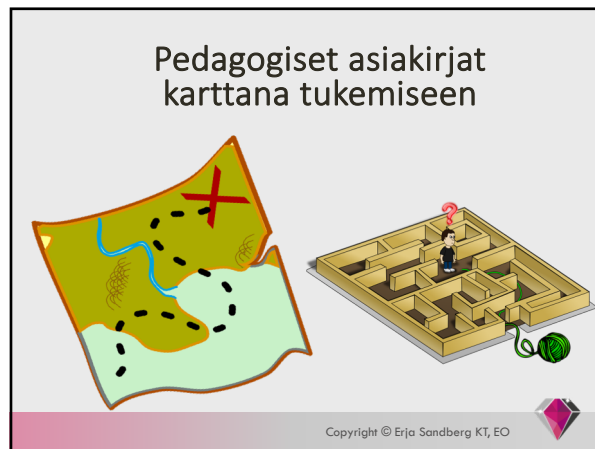 Pedagogiset asiakirjat
karttana tukemiseen
?
Copyright © Erja Sandberg KT, EO